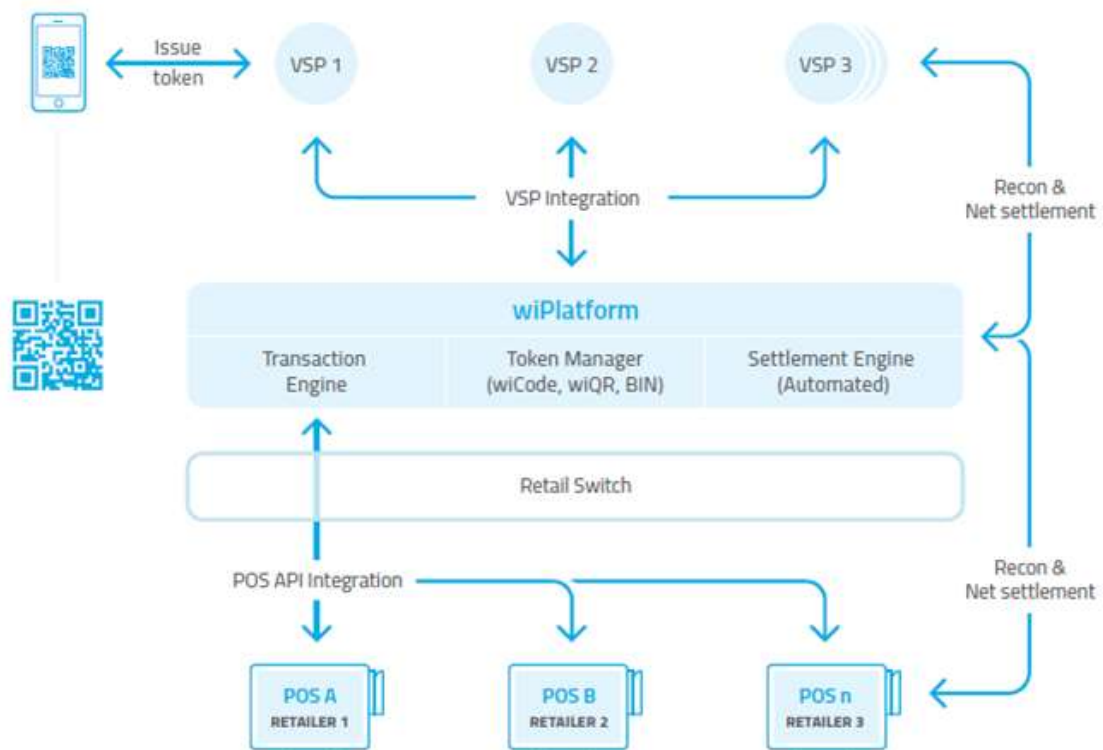 Issue
token
VSP 1
VSP 2
VSP 3
VSP Integration
Recon &
Net settlement
wiPlatform
Transaction
Engine
Token Manager
(wiCode, wiQR, BIN)
Settlement Engine
(Automated)
Retail Switch
POS API Integration
Recon &
Net settlement
POS A
RETAILER 1
POS B
RETAILER 2
POS n
RETAILER 3